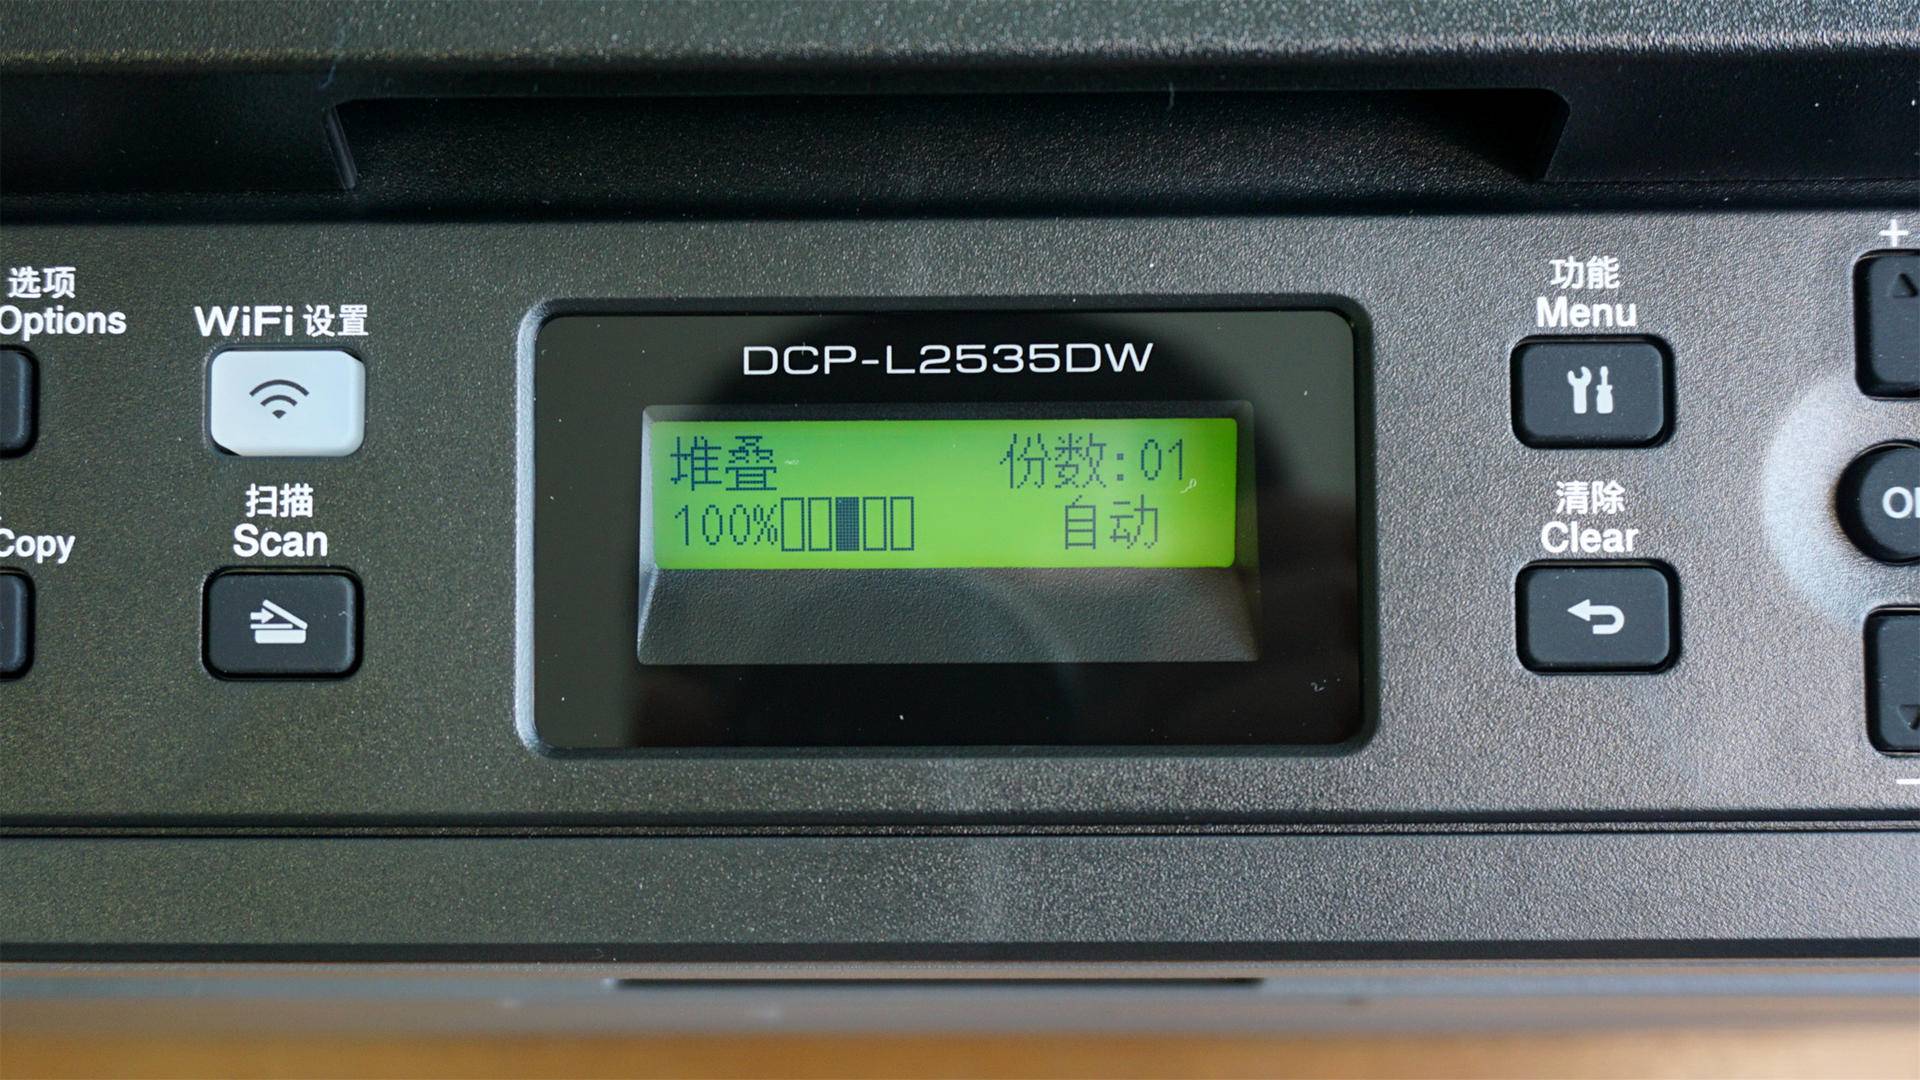 选项
Options
WiFi 设置
扫描
Scan
Copy
DCP-L2535DW
堆叠 份数:01
100% 自动
功能
Menu
清除
Clear
+
-